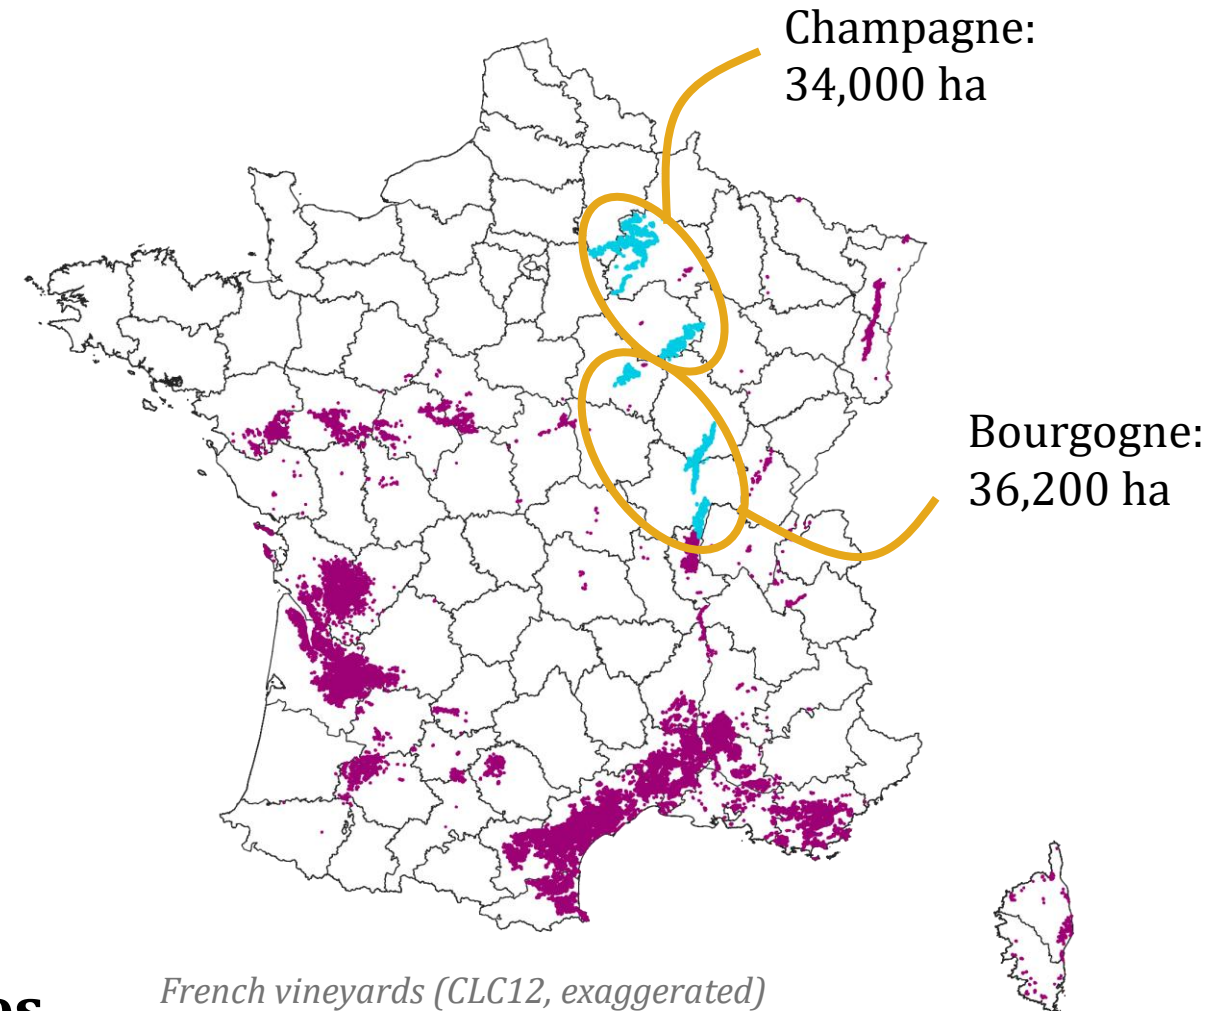 Champagne:
34,000 ha
Bourgogne:
36,200 ha
French vineyards (CLC12, exaggerated)